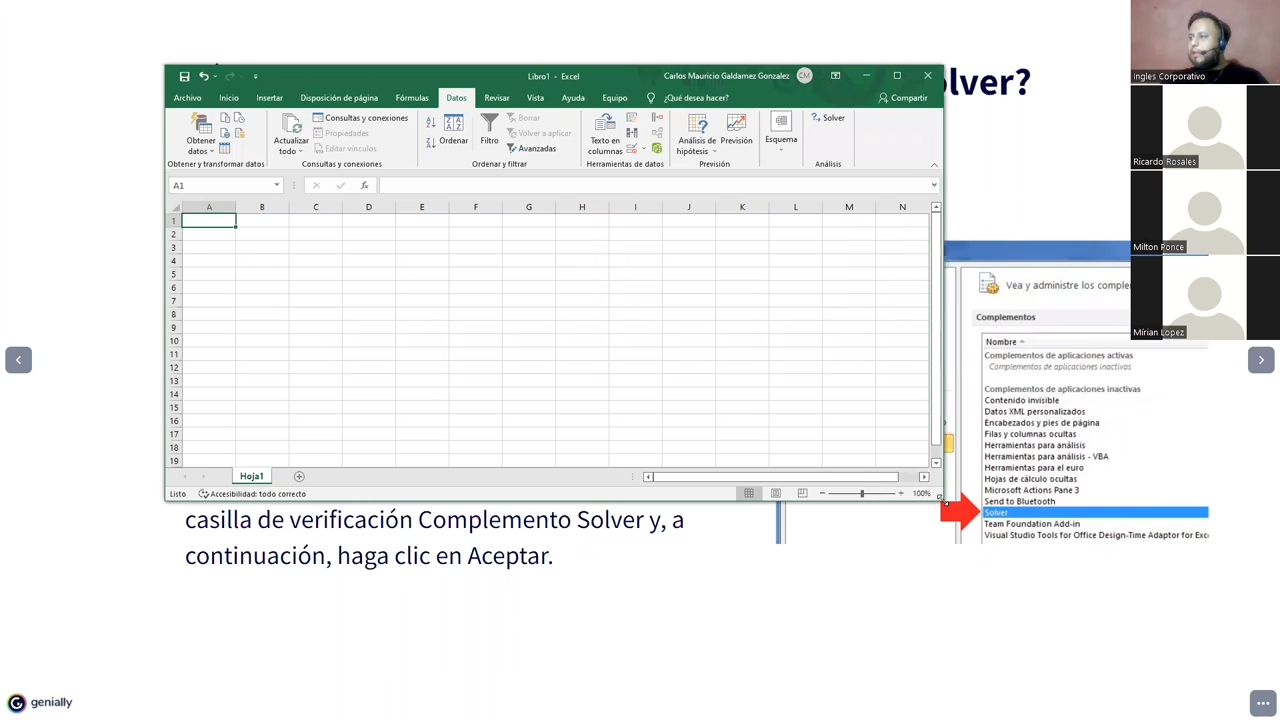 olver?
Libro1 - Excel
Carlos Mauricio Galdamez Gonzalez
CM
Archivo
Inicio
Insertar
Disposición de página
Fórmulas
Datos
Revisar
Vista
Ayuda
Equipo
¿Qué desea hacer?
Compartir
Obtener
datos
Obtener y transformar datos
Actualizar
todo
Consultas y conexiones
Propiedades
Editar vínculos
Consultas y conexiones
Ordenar
Filtro
Borrar
Volver a aplicar
Avanzadas
Ordenar y filtrar
Texto en
columnas
Herramientas de datos
Análisis de
hipótesis
Previsión
Previsión
Esquema
Solver
Análisis
A1
fx
A B C D E F G H I J K L M N
1
2
3
4
5
6
7
8
9
10
11
12
13
14
15
16
17
18
19
Hoja1
Listo
Accesibilidad: todo correcto
100%
casilla de verificación Complemento Solver y, a
continuación, haga clic en Aceptar.
Vea y administre los comple
Complementos
Nombre
Complementos de aplicaciones activas
Complementos de aplicaciones inactivas
Complementos de aplicaciones inactivas
Contenido invisible
Datos XML personalizados
Encabezados y pies de página
Filas y columnas ocultas
Herramientas para análisis
Herramientas para análisis - VBA
Herramientas para el euro
Hojas de cálculo ocultas
Microsoft Actions Pane 3
Send to Bluetooth
Solver
Team Foundation Add-in
Visual Studio Tools for Office Design-Time Adaptor for Exce
Ingles Corporativo
Ricardo Rosales
Milton Ponce
Mírian Lopez
genially